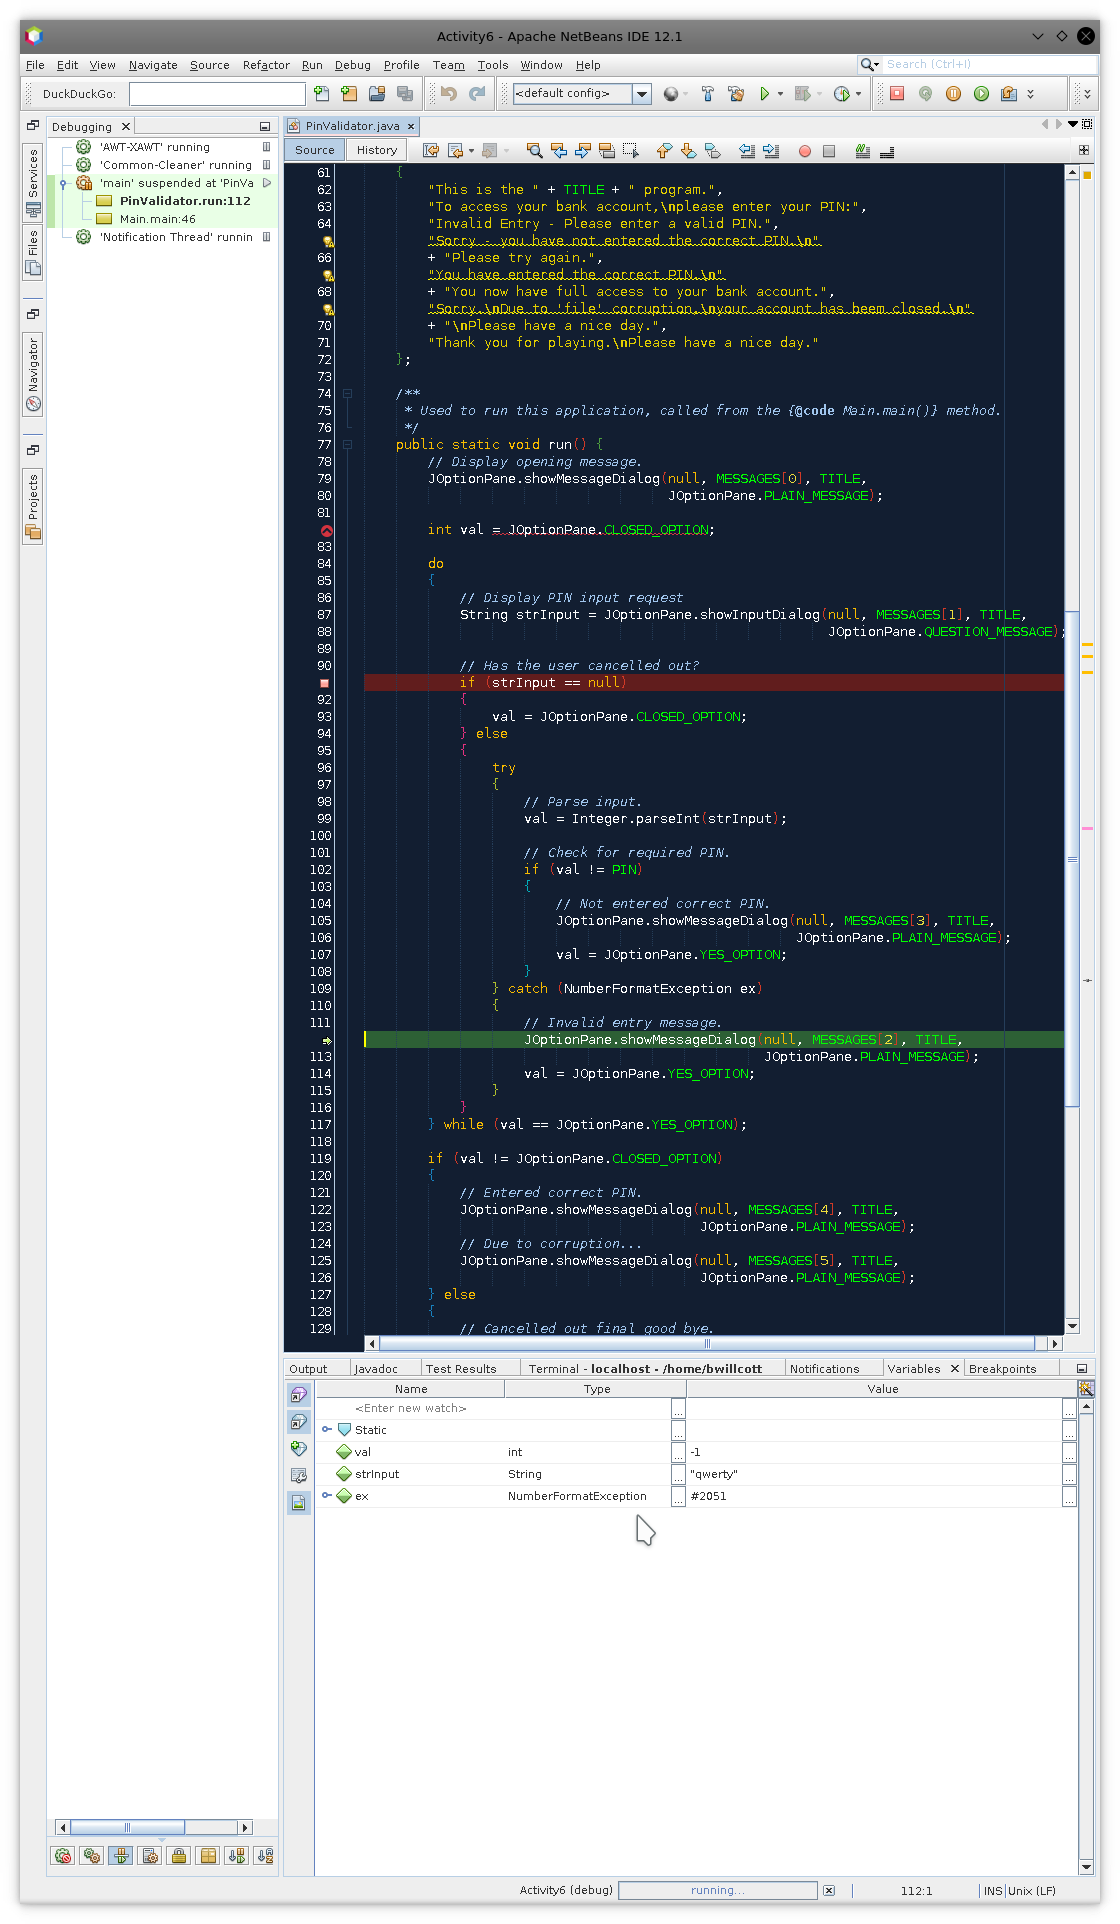 Activity6 - Apache NetBeans IDE 12.1
File Edit View Navigate Source Refactor Run Debug Profile Team Tools Window Help
Search (Ctrl+I)
DuckDuckGo:
<default config>
Debugging
PinValidator.java
'AWT-XAWT' running
'Common-Cleaner' running
'main' suspended at 'PinVa
PinValidator.run:112
Main.main:46
'Notification Thread' runnin
Services
Files
Navigator
Projects
Source History
61 {
62 "This is the " + TITLE + " program.",
63 "To access your bank account,\nplease enter your PIN:",
64 "Invalid Entry - Please enter a valid PIN.",
"Sorry - you have not entered the correct PIN.\n"
66 + "Please try again.",
"You have entered the correct PIN.\n"
68 + "You now have full access to your bank account.",
"Sorry.\nDue to 'file' corruption,\nyour account has beem closed.\n"
70 + "\nPlease have a nice day.",
71 "Thank you for playing.\nPlease have a nice day."
72 };
73
74 /**
75 * Used to run this application, called from the {@code Main.main()} method.
76 */
77 public static void run() {
78 // Display opening message.
79 JOptionPane.showMessageDialog(null, MESSAGES[0], TITLE,
80 JOptionPane.PLAIN_MESSAGE);
81
int val = JOptionPane.CLOSED_OPTION;
83
84 do
85 {
86 // Display PIN input request
87 String strInput = JOptionPane.showInputDialog(null, MESSAGES[1], TITLE,
88 JOptionPane.QUESTION_MESSAGE);
89
90 // Has the user cancelled out?
if (strInput == null)
92 {
93 val = JOptionPane.CLOSED_OPTION;
94 } else
95 {
96 try
97 {
98 // Parse input.
99 val = Integer.parseInt(strInput);
100
101 // Check for required PIN.
102 if (val != PIN)
103 {
104 // Not entered correct PIN.
105 JOptionPane.showMessageDialog(null, MESSAGES[3], TITLE,
106 JOptionPane.PLAIN_MESSAGE);
107 val = JOptionPane.YES_OPTION;
108 }
109 } catch (NumberFormatException ex)
110 {
111 // Invalid entry message.
JOptionPane.showMessageDialog(null, MESSAGES[2], TITLE,
113 JOptionPane.PLAIN_MESSAGE);
114 val = JOptionPane.YES_OPTION;
115 }
116 }
117 } while (val == JOptionPane.YES_OPTION);
118
119 if (val != JOptionPane.CLOSED_OPTION)
120 {
121 // Entered correct PIN.
122 JOptionPane.showMessageDialog(null, MESSAGES[4], TITLE,
123 JOptionPane.PLAIN_MESSAGE);
124 // Due to corruption...
125 JOptionPane.showMessageDialog(null, MESSAGES[5], TITLE,
126 JOptionPane.PLAIN_MESSAGE);
127 } else
128 {
129 // Cancelled out final good bye.
Output Javadoc Test Results Terminal - localhost - /home/bwillcott Notifications Variables Breakpoints
Name Type Value
<Enter new watch> ... ...
Static ... ...
val int ... -1 ...
strInput String ... "qwerty" ...
ex NumberFormatException ... #2051 ...
Activity6 (debug) running... 112:1 INS Unix (LF)